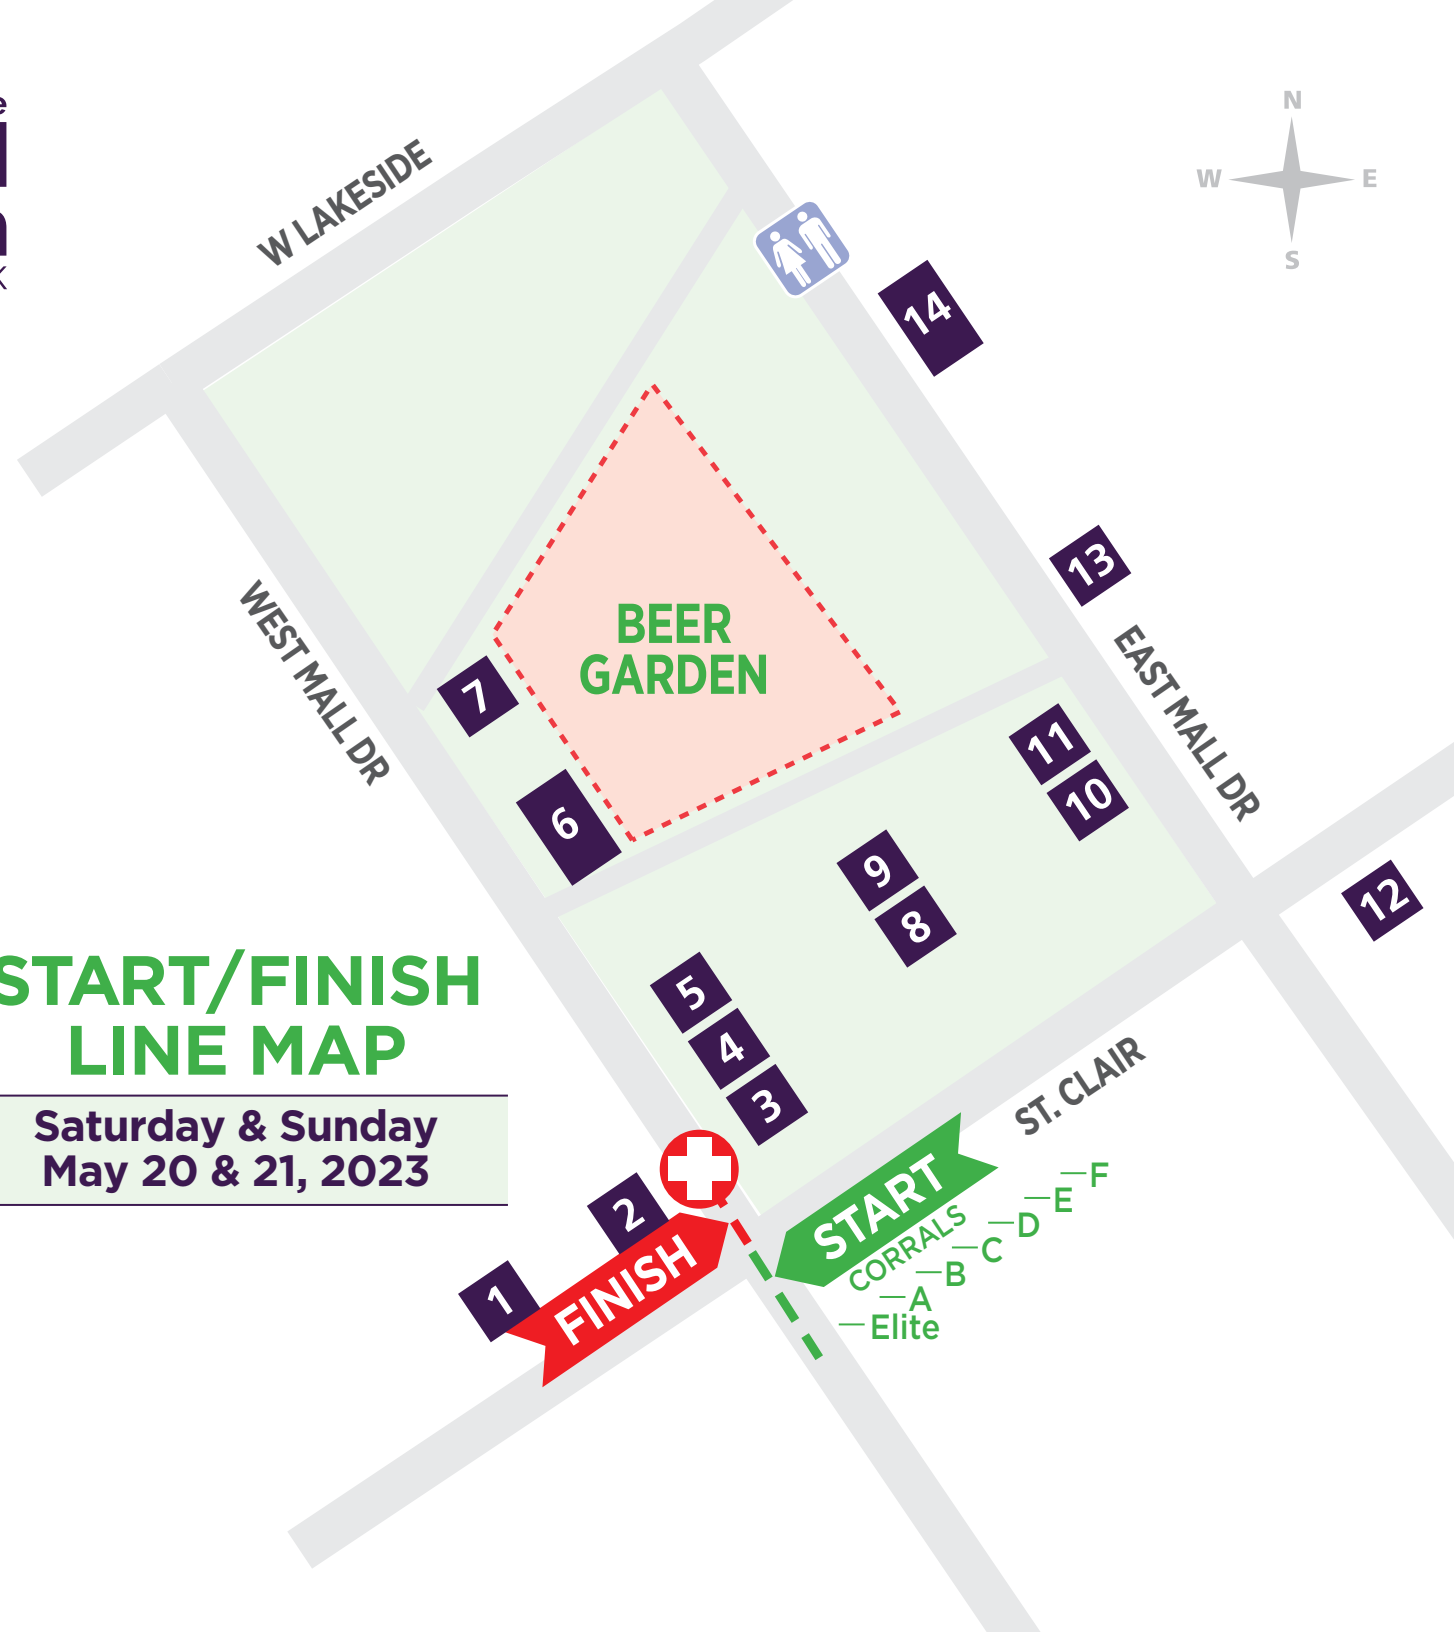 e
K
N
W
E
S
W LAKESIDE
14
13
WEST MALL DR
BEER
GARDEN
EAST MALL DR
7
11
10
6
9
8
12
START/FINISH
LINE MAP
5
4
3
Saturday & Sunday
May 20 & 21, 2023
ST. CLAIR
2
1
START
FINISH
CORRALS
F
E
D
C
B
A
Elite